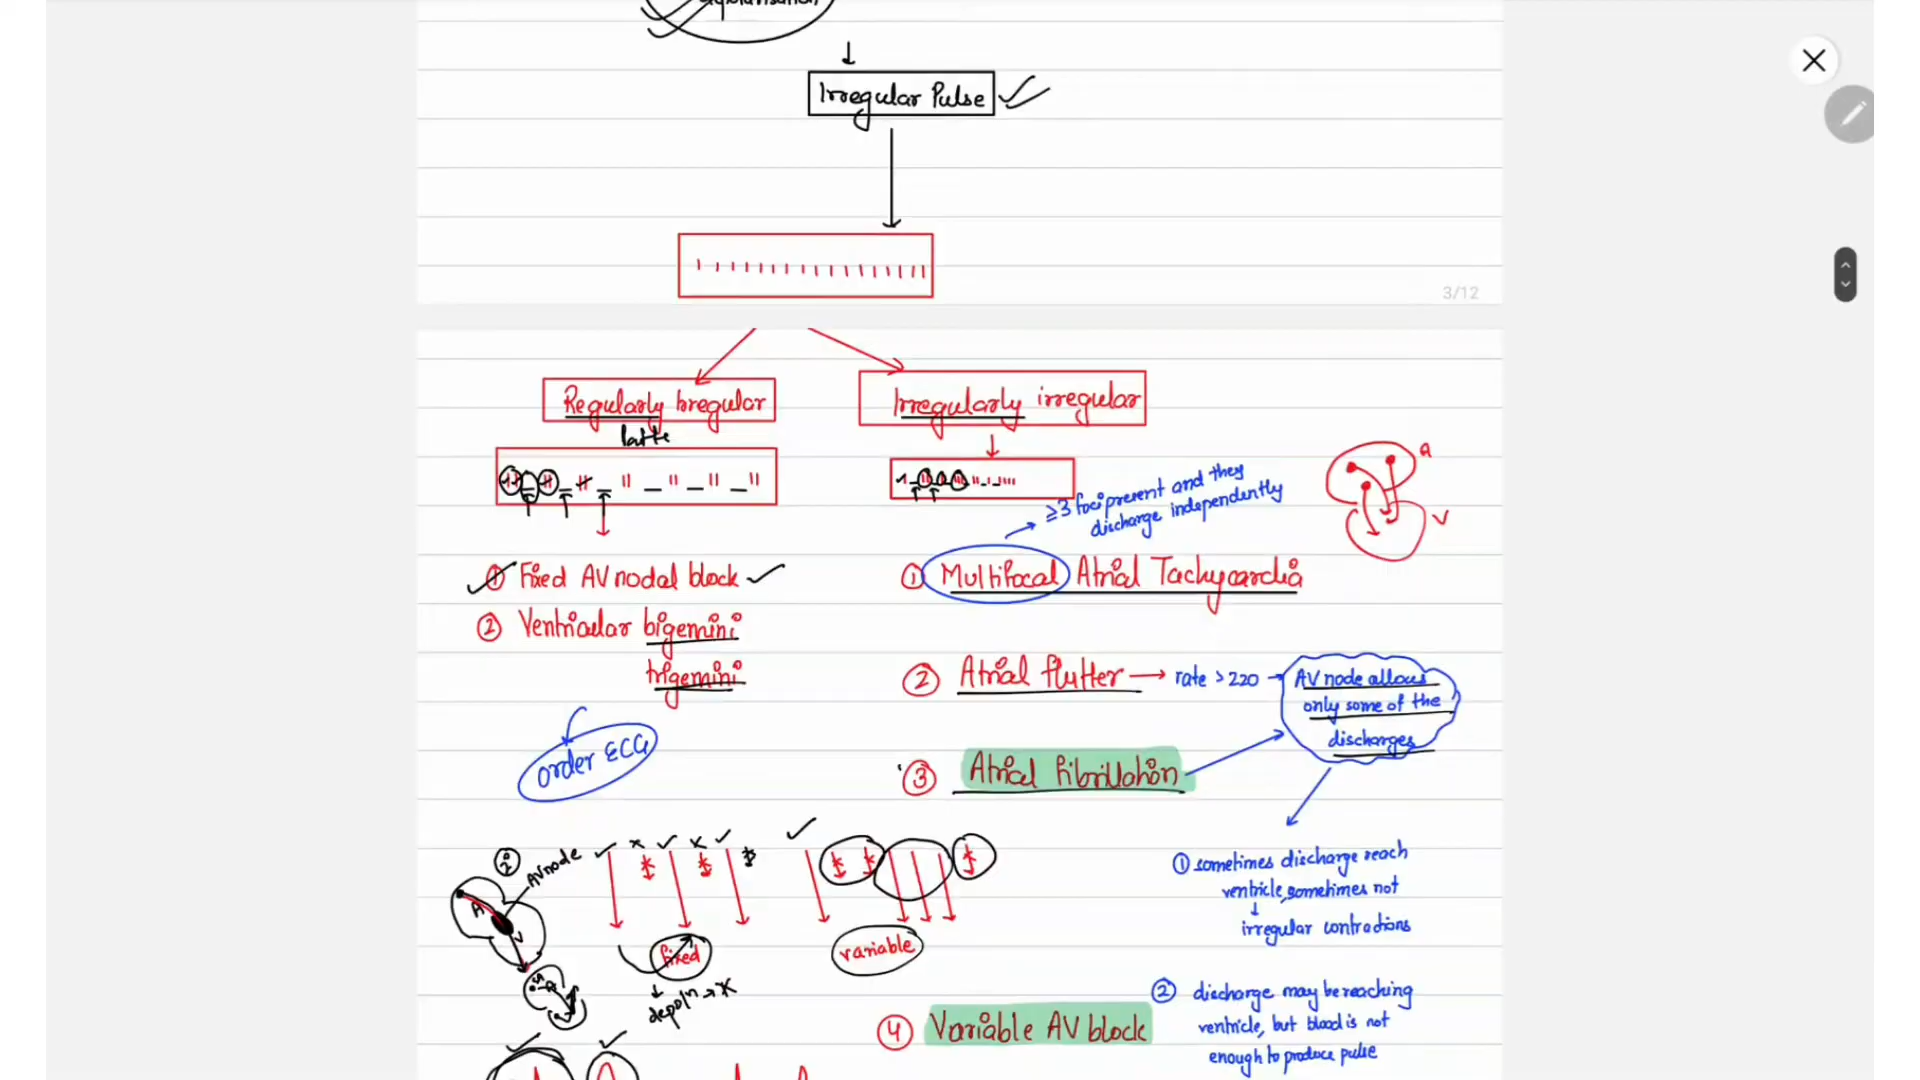 Irregular Pulse
3/12
Regularly Irregular
Irregularly irregular
latte
≥3 foci present and they
discharge independently
A
V
① Fixed AV nodal block
① Multifocal Atrial Tachycardia
② Ventricular bigemini
trigemini
② Atrial flutter → rate > 220 → AV node allows
only some of the
discharges
order ECG
③ Atrial Fibrillation
AV node
A
V
① sometimes discharge reach
ventricle, sometimes not
irregular contractions
fixed
variable
depoln → x
④ Variable AV block
② discharge may be reaching
ventricle, but blood is not
enough to produce pulse